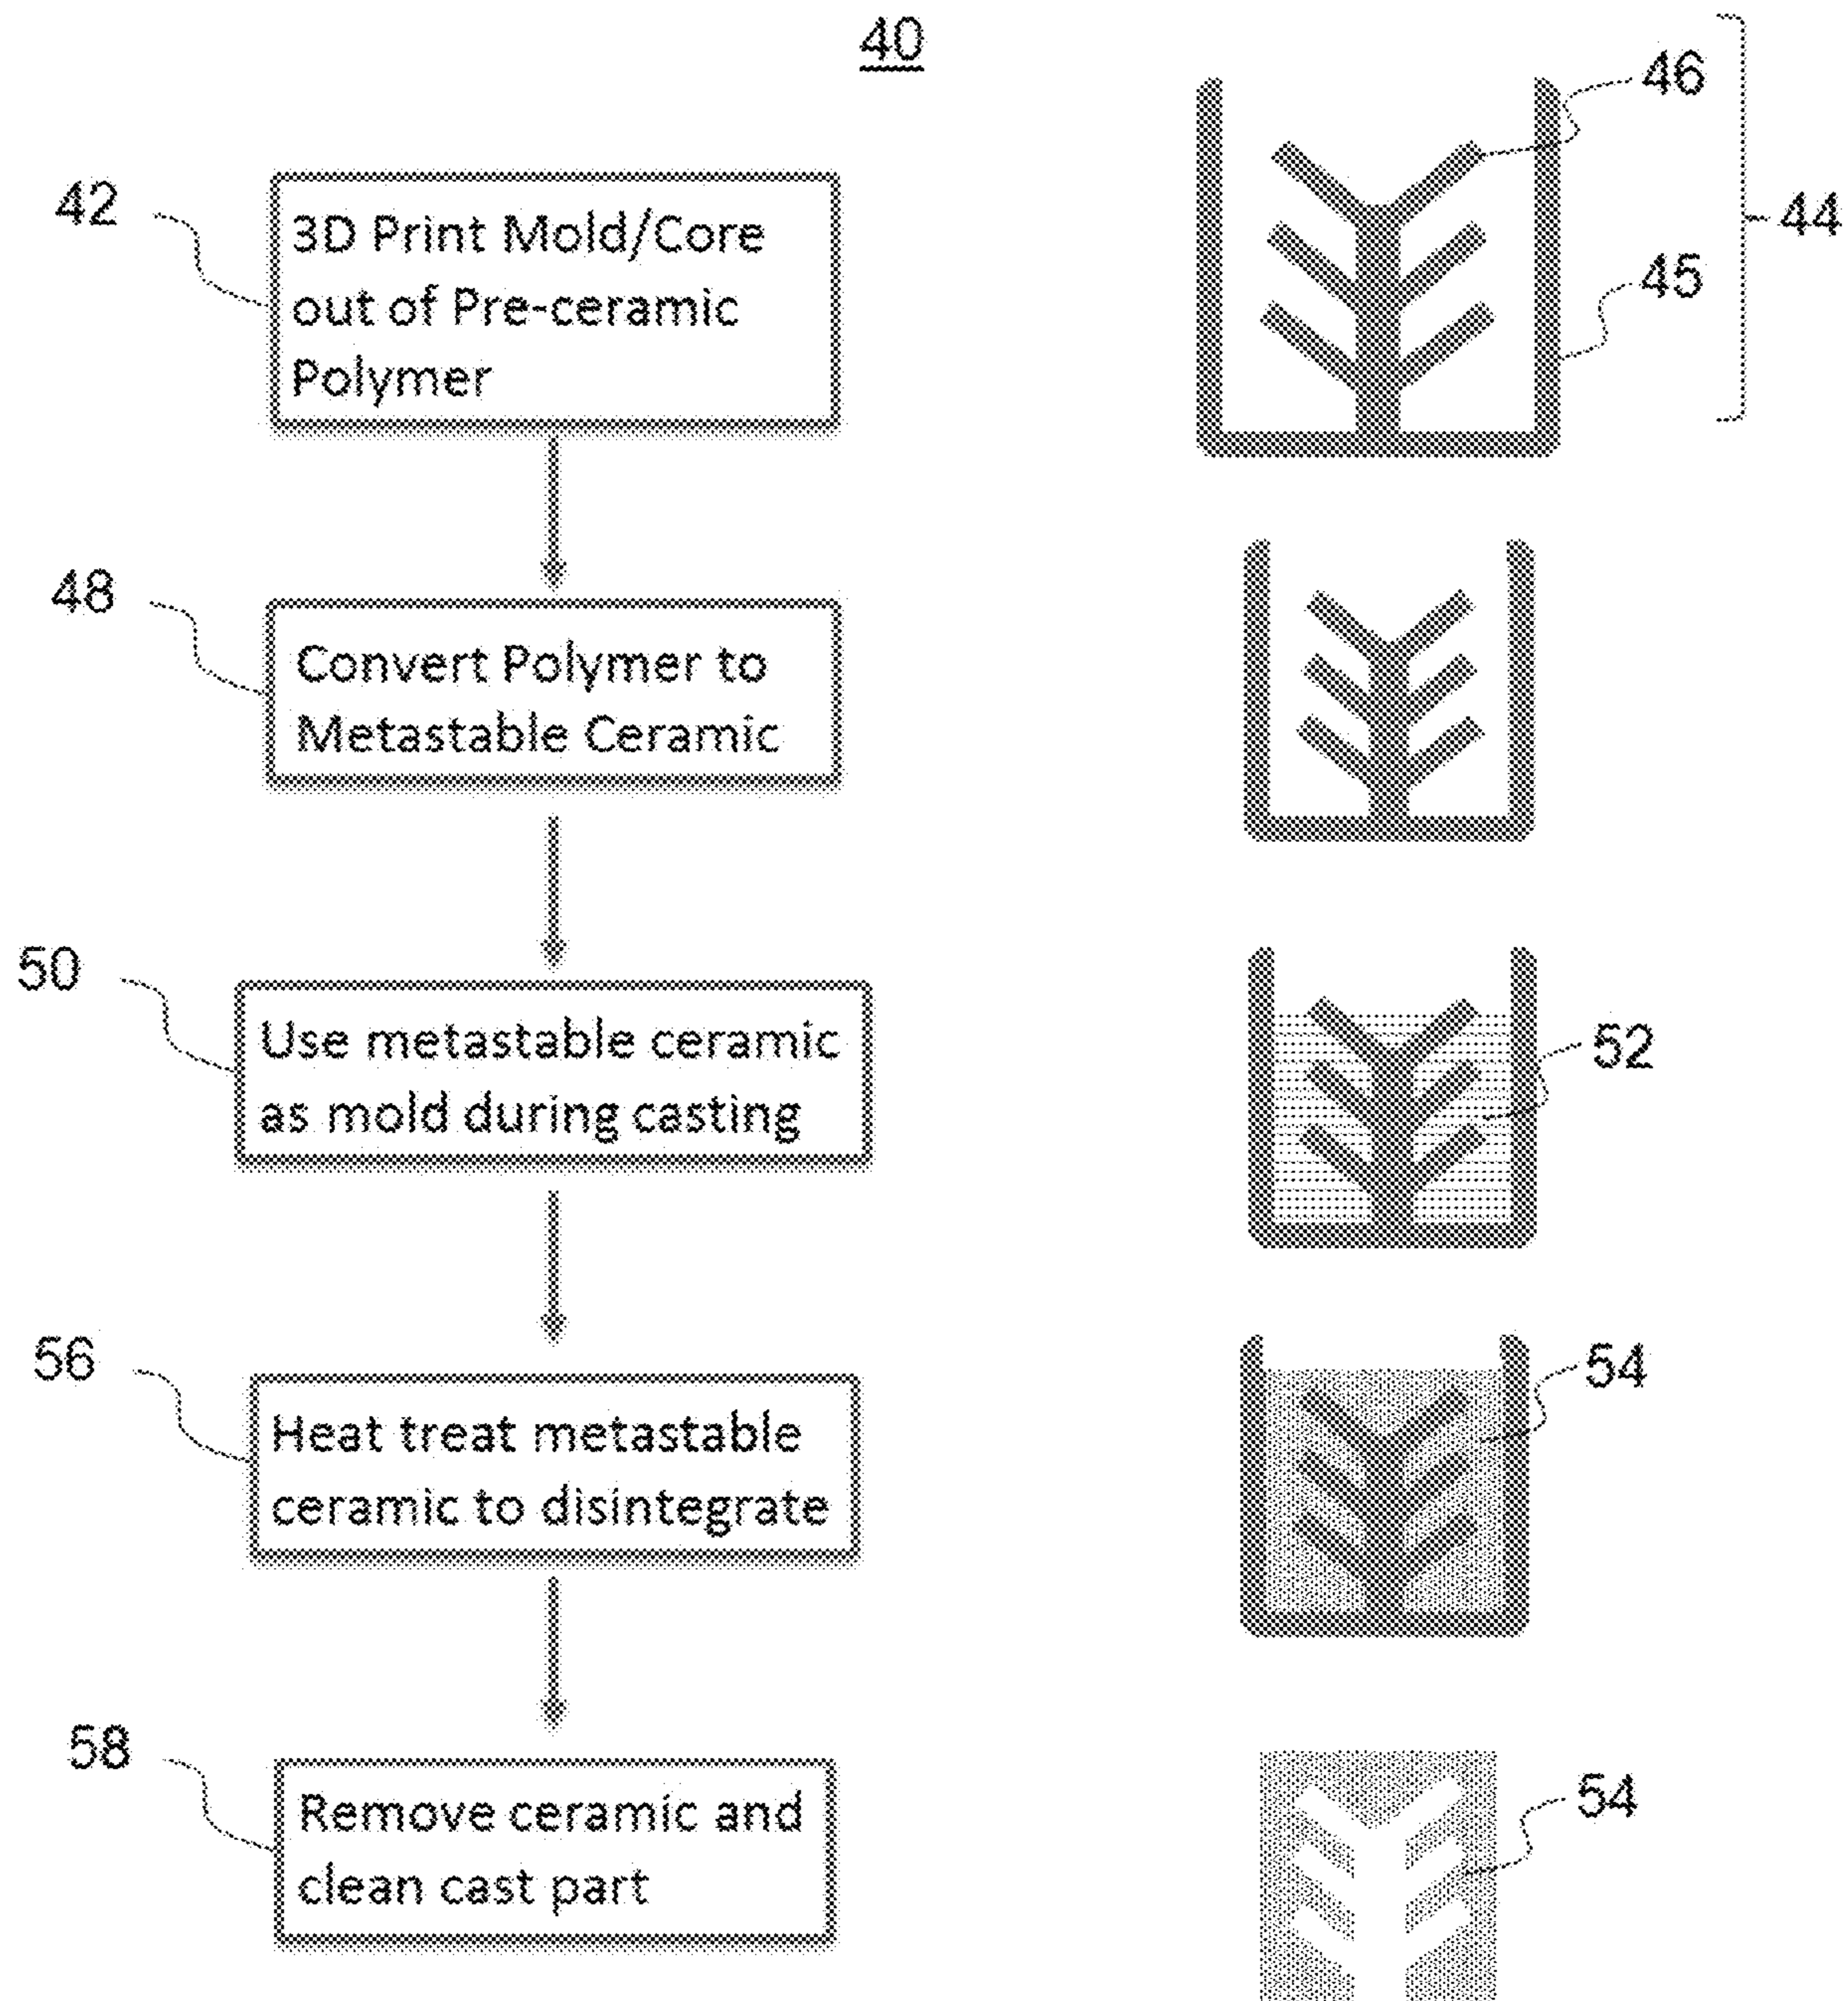 40
46
42
3D Print Mold/Core
out of Pre-ceramic
Polymer
44
45
48
Convert Polymer to
Metastable Ceramic
50
Use metastable ceramic
as mold during casting
52
56
Heat treat metastable
ceramic to disintegrate
54
58
Remove ceramic and
clean cast part
54